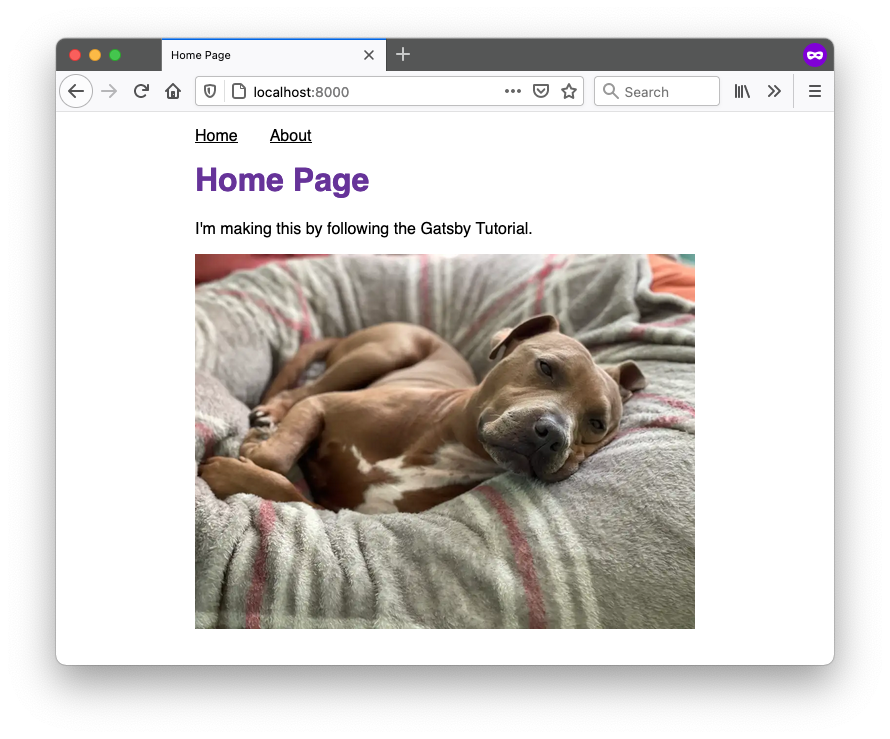 Home Page
localhost:8000
Search
Home About
Home Page
I'm making this by following the Gatsby Tutorial.